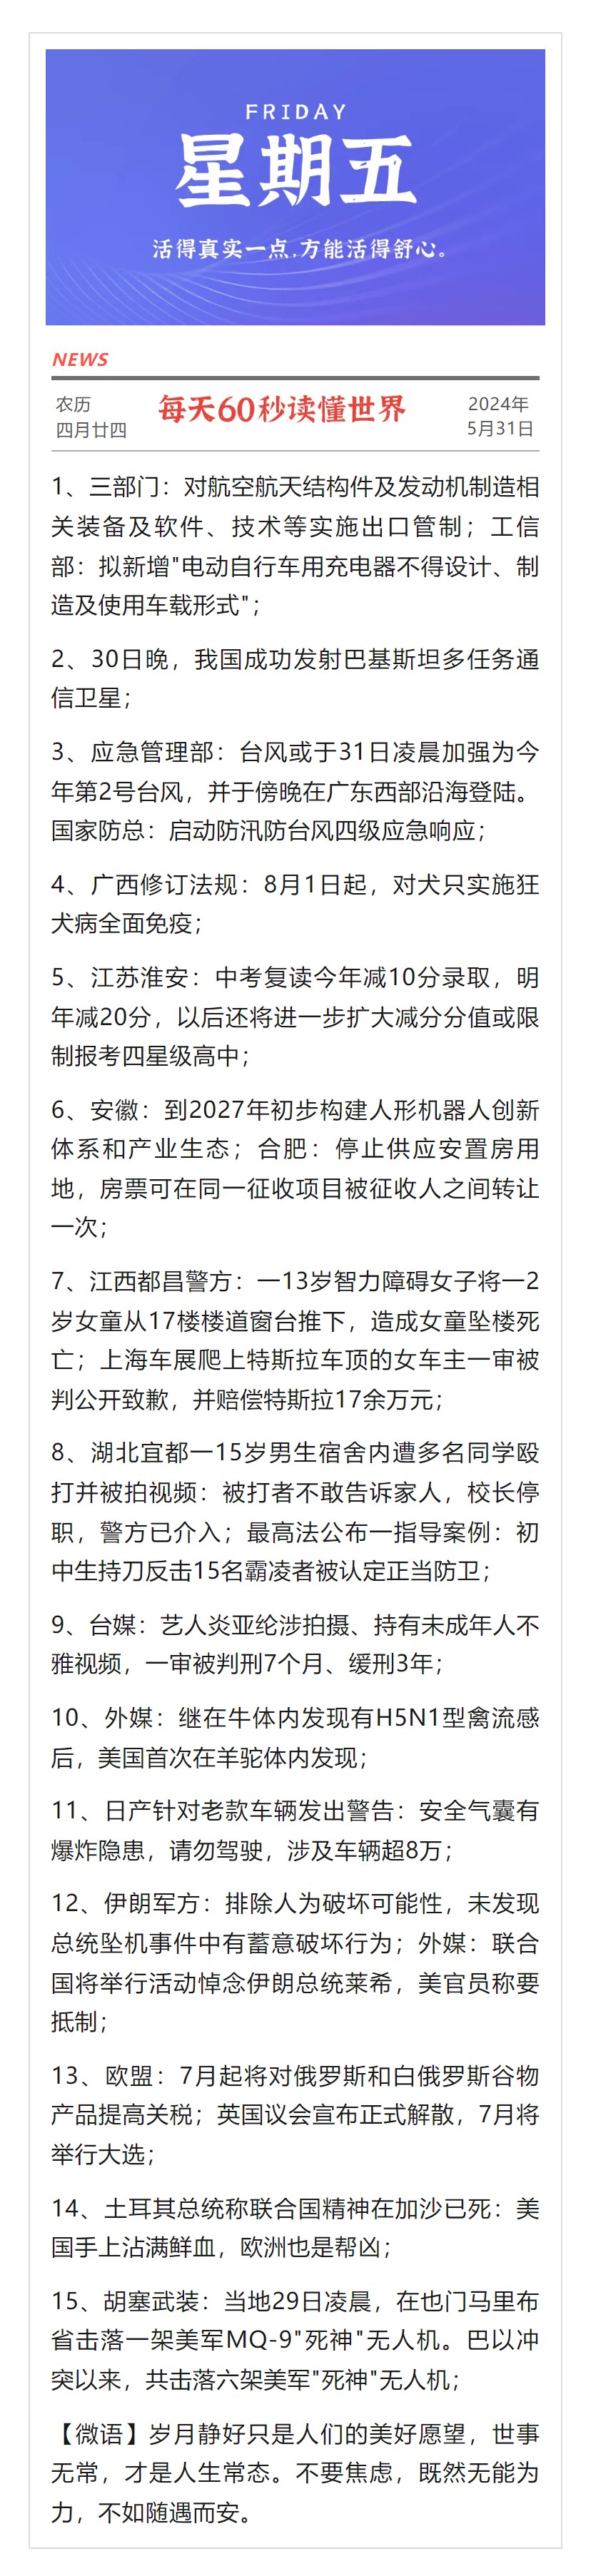 FRIDAY
星期五
活得真实一点,方能活得舒心。
NEWS
农历
四月廿四
每天60秒读懂世界
2024年
5月31日
1、三部门：对航空航天结构件及发动机制造相
关装备及软件、技术等实施出口管制；工信
部：拟新增"电动自行车用充电器不得设计、制
造及使用车载形式"；
2、30日晚，我国成功发射巴基斯坦多任务通
信卫星；
3、应急管理部：台风或于31日凌晨加强为今
年第2号台风，并于傍晚在广东西部沿海登陆。
国家防总：启动防汛防台风四级应急响应；
4、广西修订法规：8月1日起，对犬只实施狂
犬病全面免疫；
5、江苏淮安：中考复读今年减10分录取，明
年减20分，以后还将进一步扩大减分分值或限
制报考四星级高中；
6、安徽：到2027年初步构建人形机器人创新
体系和产业生态；合肥：停止供应安置房用
地，房票可在同一征收项目被征收人之间转让
一次；
7、江西都昌警方：一13岁智力障碍女子将一2
岁女童从17楼楼道窗台推下，造成女童坠楼死
亡；上海车展爬上特斯拉车顶的女车主一审被
判公开致歉，并赔偿特斯拉17余万元；
8、湖北宜都一15岁男生宿舍内遭多名同学殴
打并被拍视频：被打者不敢告诉家人，校长停
职，警方已介入；最高法公布一指导案例：初
中生持刀反击15名霸凌者被认定正当防卫；
9、台媒：艺人炎亚纶涉拍摄、持有未成年人不
雅视频，一审被判刑7个月、缓刑3年；
10、外媒：继在牛体内发现有H5N1型禽流感
后，美国首次在羊驼体内发现；
11、日产针对老款车辆发出警告：安全气囊有
爆炸隐患，请勿驾驶，涉及车辆超8万；
12、伊朗军方：排除人为破坏可能性，未发现
总统坠机事件中有蓄意破坏行为；外媒：联合
国将举行活动悼念伊朗总统莱希，美官员称要
抵制；
13、欧盟：7月起将对俄罗斯和白俄罗斯谷物
产品提高关税；英国议会宣布正式解散，7月将
举行大选；
14、土耳其总统称联合国精神在加沙已死：美
国手上沾满鲜血，欧洲也是帮凶；
15、胡塞武装：当地29日凌晨，在也门马里布
省击落一架美军MQ-9"死神"无人机。巴以冲
突以来，共击落六架美军"死神"无人机；
【微语】岁月静好只是人们的美好愿望，世事
无常，才是人生常态。不要焦虑，既然无能为
力，不如随遇而安。